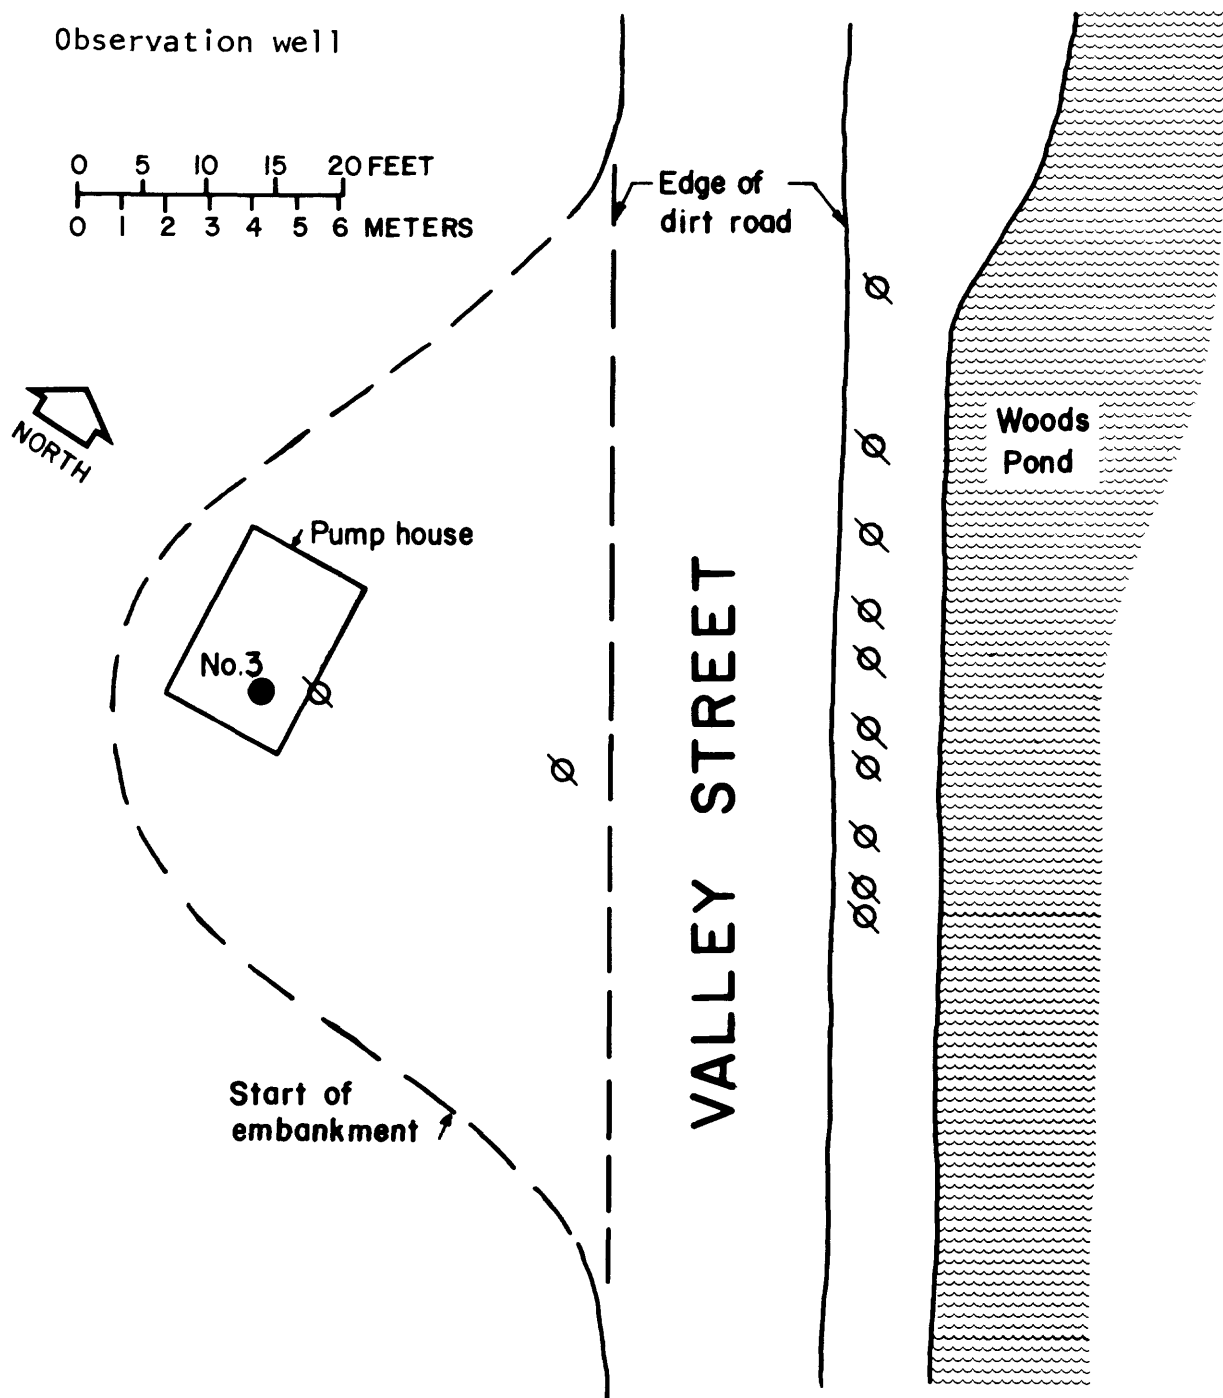 Observation well
0 5 10 15 20 FEET
0 1 2 3 4 5 6 METERS
Edge of
dirt road
NORTH
Woods
Pond
Pump house
No.3
VALLEY STREET
Start of
embankment